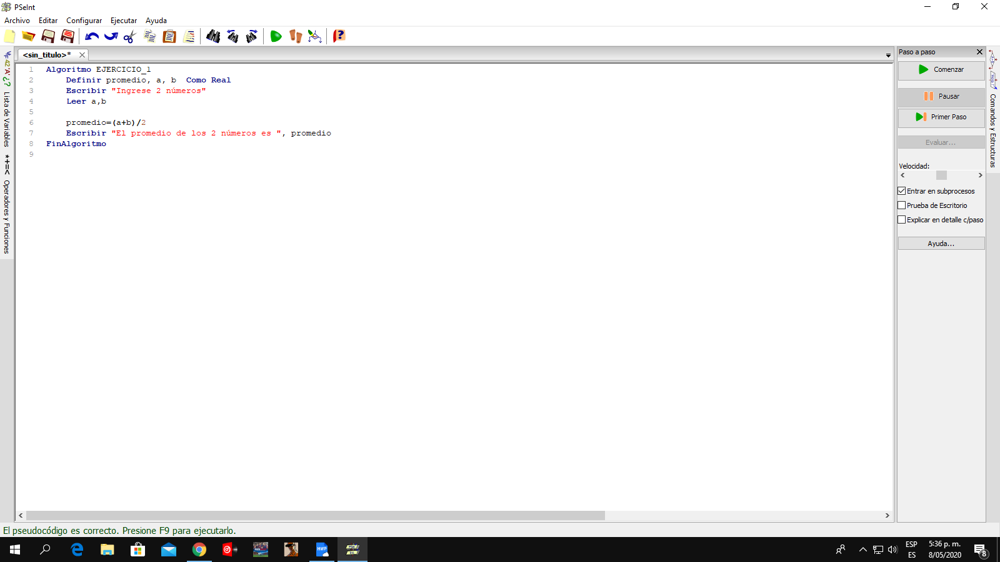 PSeInt
Archivo Editar Configurar Ejecutar Ayuda
<sin_titulo>*
Paso a paso
1 Algoritmo EJERCICIO_1
2 Definir promedio, a, b  Como Real
3 Escribir "Ingrese 2 números"
4 Leer a,b
5
6 promedio=(a+b)/2
7 Escribir "El promedio de los 2 números es ", promedio
8 FinAlgoritmo
9
42 'A' ¿?
Lista de Variables
*+=<
Operadores y Funciones
Comenzar
Pausar
Primer Paso
Evaluar...
Velocidad:
Entrar en subprocesos
Prueba de Escritorio
Explicar en detalle c/paso
Ayuda...
Comandos y Estructuras
El pseudocódigo es correcto. Presione F9 para ejecutarlo.
HWP
ESP
ES
5:36 p. m.
8/05/2020
8